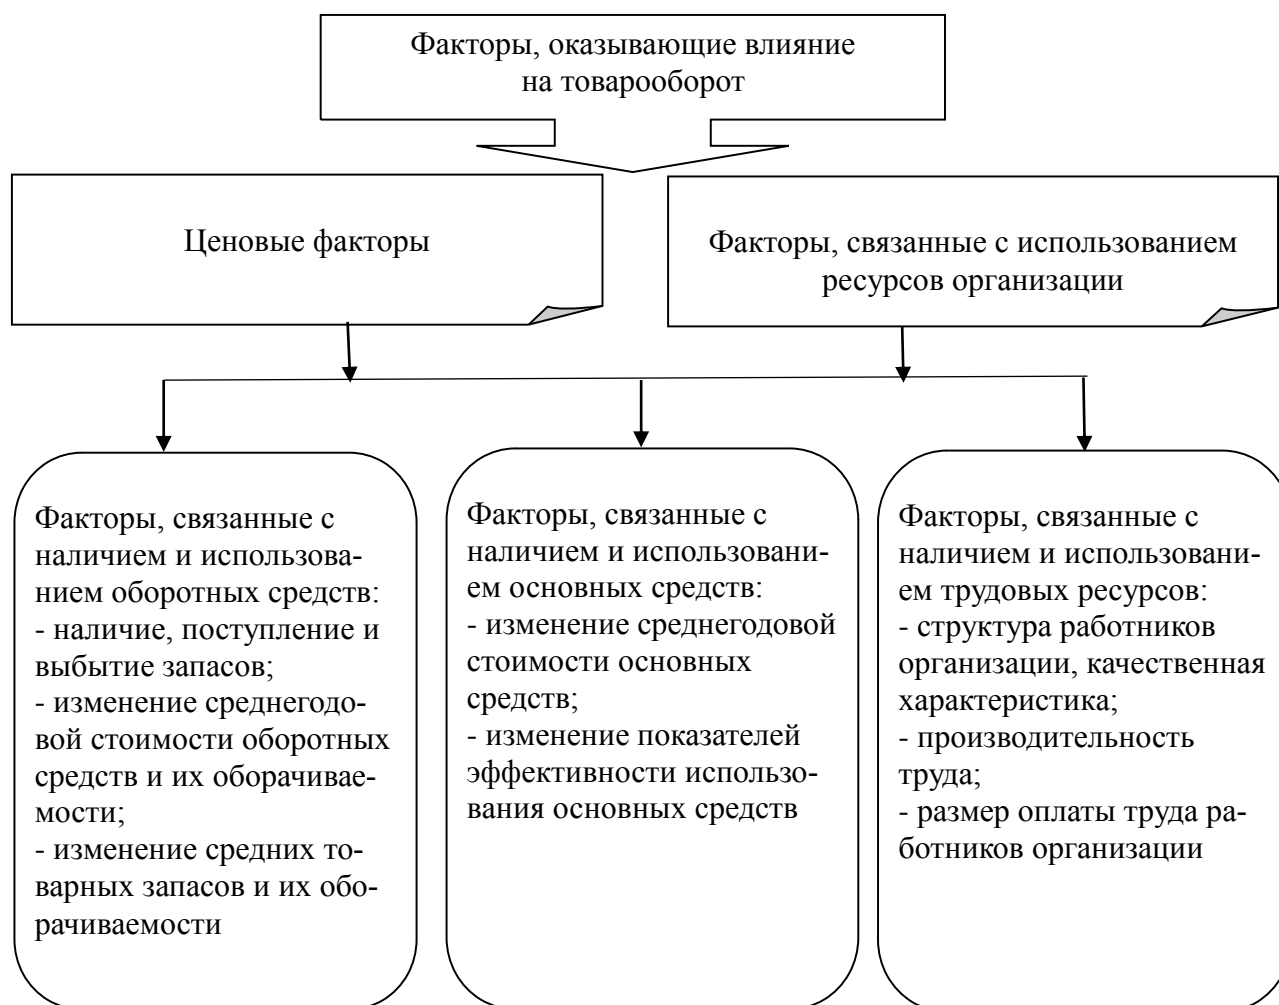 Факторы, оказывающие влияние
на товарооборот
Ценовые факторы
Факторы, связанные с использованием
ресурсов организации
Факторы, связанные с
наличием и использова-
нием оборотных средств:
- наличие, поступление и
выбытие запасов;
- изменение среднегодо-
вой стоимости оборотных
средств и их оборачивае-
мости;
- изменение средних то-
варных запасов и их обо-
рачиваемости
Факторы, связанные с
наличием и использовани-
ем основных средств:
- изменение среднегодовой
стоимости основных
средств;
- изменение показателей
эффективности использо-
вания основных средств
Факторы, связанные с
наличием и использовани-
ем трудовых ресурсов:
- структура работников
организации, качественная
характеристика;
- производительность
труда;
- размер оплаты труда ра-
ботников организации